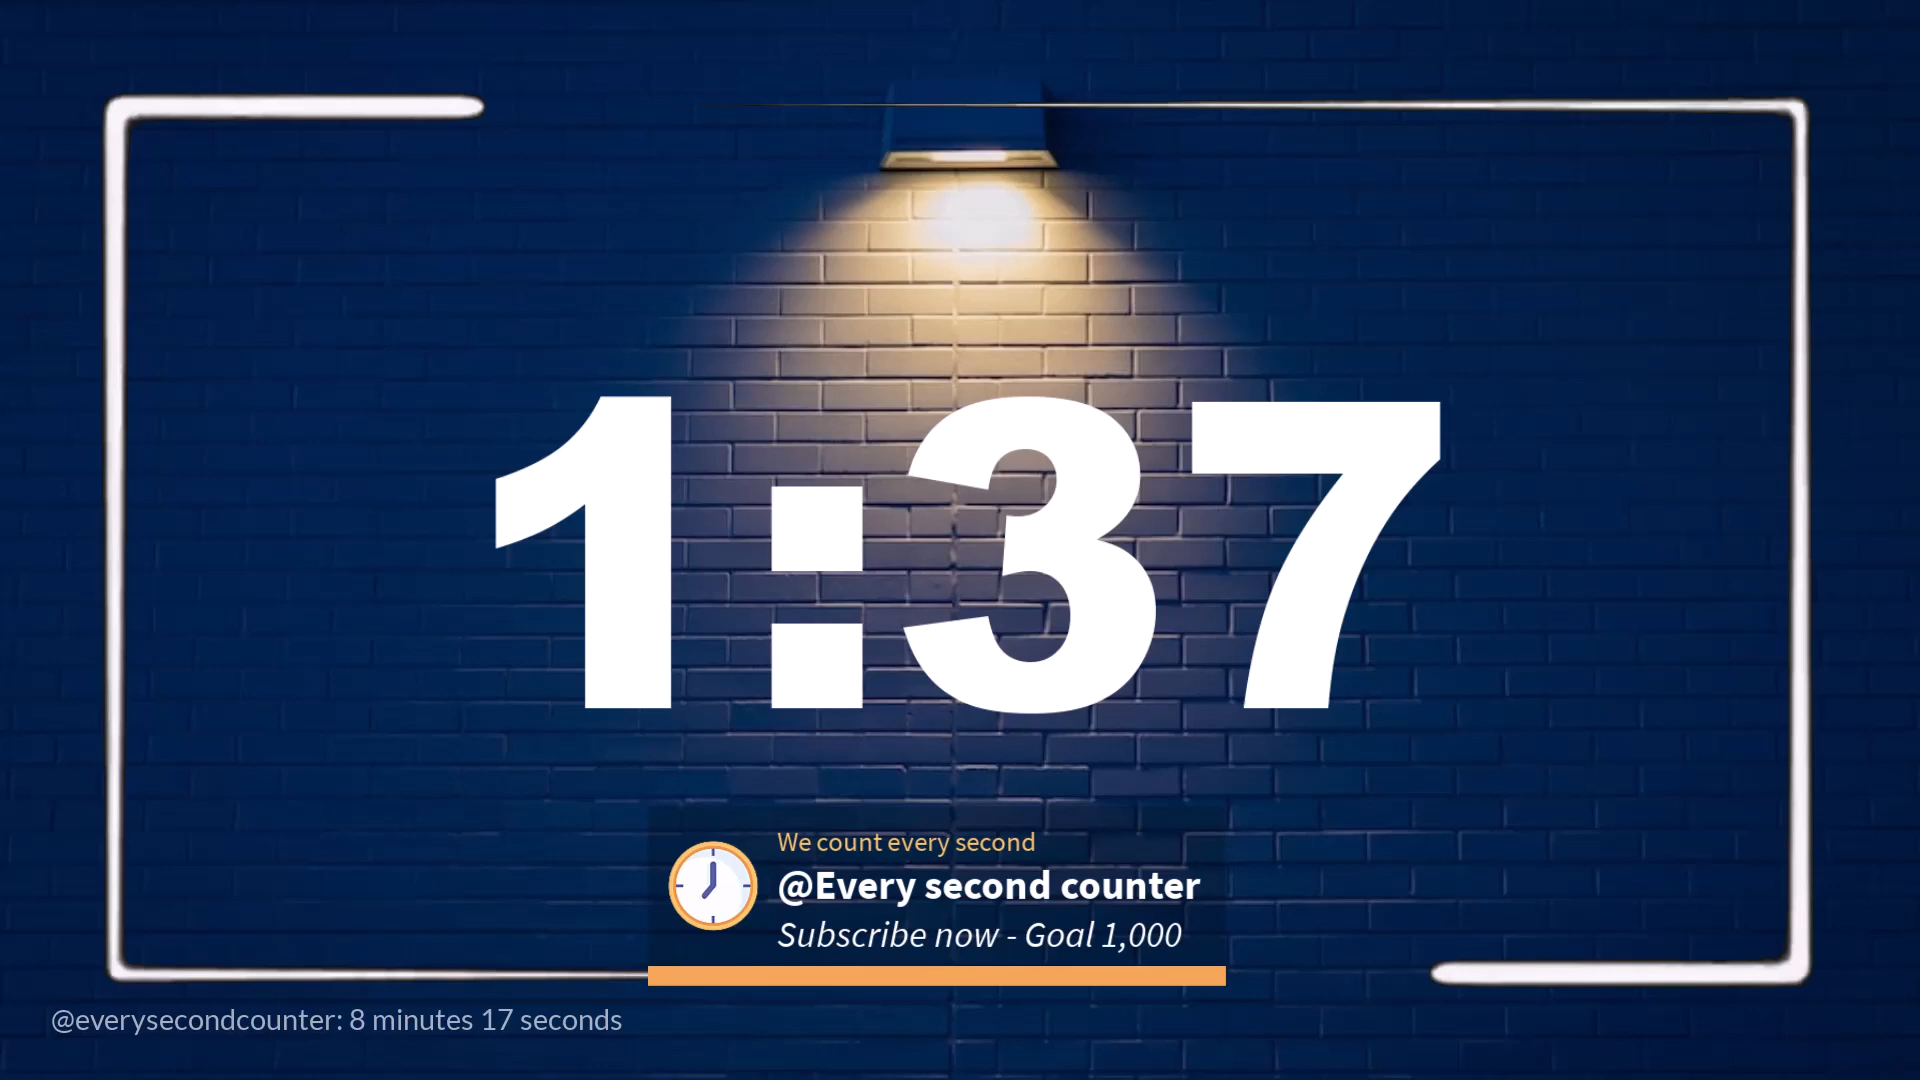 1:37
We count every second
@Every second counter
Subscribe now - Goal 1,000
@everysecondcounter: 8 minutes 17 seconds